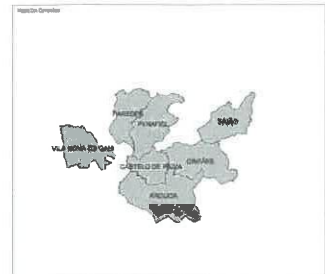 PAREDES
PENAFIEL
BAIÃO
VILA NOVA DE GAIA
CASTELO DE PAIVA
CINFÃES
AROUCA